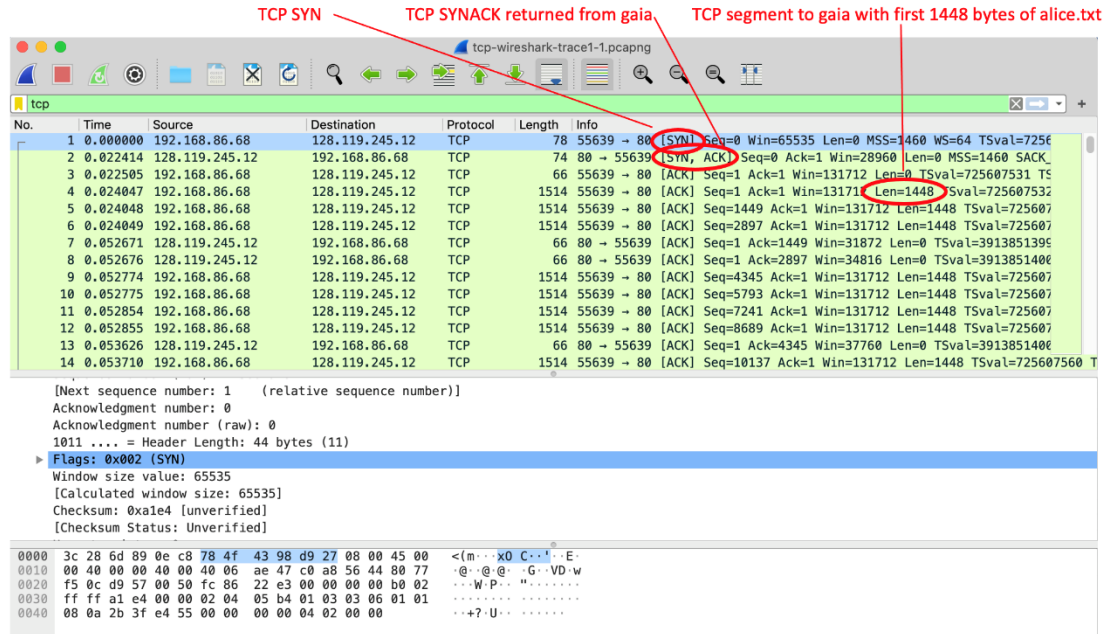 TCP SYN
TCP SYNACK returned from gaia
TCP segment to gaia with first 1448 bytes of alice.txt
tcp-wireshark-trace1-1.pcapng
tcp
No. Time Source Destination Protocol Length Info
1 0.000000 192.168.86.68 128.119.245.12 TCP 78 55639 → 80 [SYN] Seq=0 Win=65535 Len=0 MSS=1460 WS=64 TSval=7256
2 0.022414 128.119.245.12 192.168.86.68 TCP 74 80 → 55639 [SYN, ACK] Seq=0 Ack=1 Win=28960 Len=0 MSS=1460 SACK_
3 0.022505 192.168.86.68 128.119.245.12 TCP 66 55639 → 80 [ACK] Seq=1 Ack=1 Win=131712 Len=0 TSval=725607531 TS
4 0.024047 192.168.86.68 128.119.245.12 TCP 1514 55639 → 80 [ACK] Seq=1 Ack=1 Win=131712 Len=1448 TSval=725607532
5 0.024048 192.168.86.68 128.119.245.12 TCP 1514 55639 → 80 [ACK] Seq=1449 Ack=1 Win=131712 Len=1448 TSval=725607
6 0.024049 192.168.86.68 128.119.245.12 TCP 1514 55639 → 80 [ACK] Seq=2897 Ack=1 Win=131712 Len=1448 TSval=725607
7 0.052671 128.119.245.12 192.168.86.68 TCP 66 80 → 55639 [ACK] Seq=1 Ack=1449 Win=31872 Len=0 TSval=3913851399
8 0.052676 128.119.245.12 192.168.86.68 TCP 66 80 → 55639 [ACK] Seq=1 Ack=2897 Win=34816 Len=0 TSval=3913851400
9 0.052774 192.168.86.68 128.119.245.12 TCP 1514 55639 → 80 [ACK] Seq=4345 Ack=1 Win=131712 Len=1448 TSval=725607
10 0.052775 192.168.86.68 128.119.245.12 TCP 1514 55639 → 80 [ACK] Seq=5793 Ack=1 Win=131712 Len=1448 TSval=725607
11 0.052854 192.168.86.68 128.119.245.12 TCP 1514 55639 → 80 [ACK] Seq=7241 Ack=1 Win=131712 Len=1448 TSval=725607
12 0.052855 192.168.86.68 128.119.245.12 TCP 1514 55639 → 80 [ACK] Seq=8689 Ack=1 Win=131712 Len=1448 TSval=725607
13 0.053626 128.119.245.12 192.168.86.68 TCP 66 80 → 55639 [ACK] Seq=1 Ack=4345 Win=37760 Len=0 TSval=3913851400
14 0.053710 192.168.86.68 128.119.245.12 TCP 1514 55639 → 80 [ACK] Seq=10137 Ack=1 Win=131712 Len=1448 TSval=725607560 T
[Next sequence number: 1 (relative sequence number)]
Acknowledgment number: 0
Acknowledgment number (raw): 0
1011 .... = Header Length: 44 bytes (11)
Flags: 0x002 (SYN)
Window size value: 65535
[Calculated window size: 65535]
Checksum: 0xa1e4 [unverified]
[Checksum Status: Unverified]
0000 3c 28 6d 89 0e c8 78 4f 43 98 d9 27 08 00 45 00 <(m···xO C··'··E·
0010 00 40 00 00 40 00 40 06 ae 47 c0 a8 56 44 80 77 ·@··@·@· ·G··VD·w
0020 f5 0c d9 57 00 50 fc 86 22 e3 00 00 00 00 b0 02 ···W·P·· "·······
0030 ff ff a1 e4 00 00 02 04 05 b4 01 03 03 06 01 01 ········ ········
0040 08 0a 2b 3f e4 55 00 00 00 00 04 02 00 00 ··+?·U·· ······